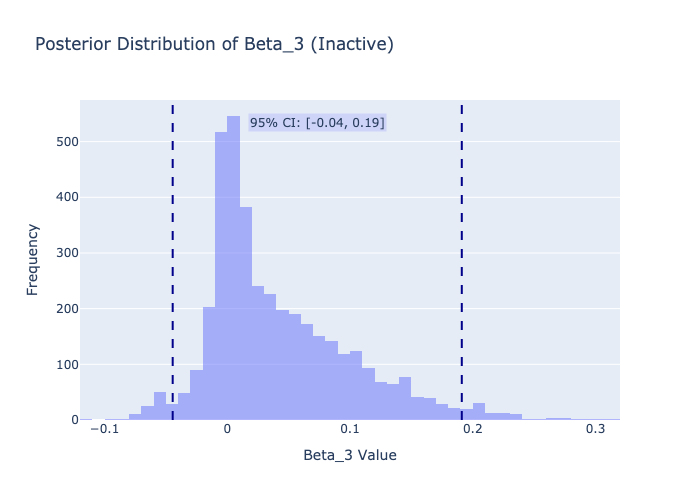 Posterior Distribution of Beta_3 (Inactive)
95% CI: [-0.04, 0.19]
500
400
300
200
100
0
Frequency
−0.1 0 0.1 0.2 0.3
Beta_3 Value